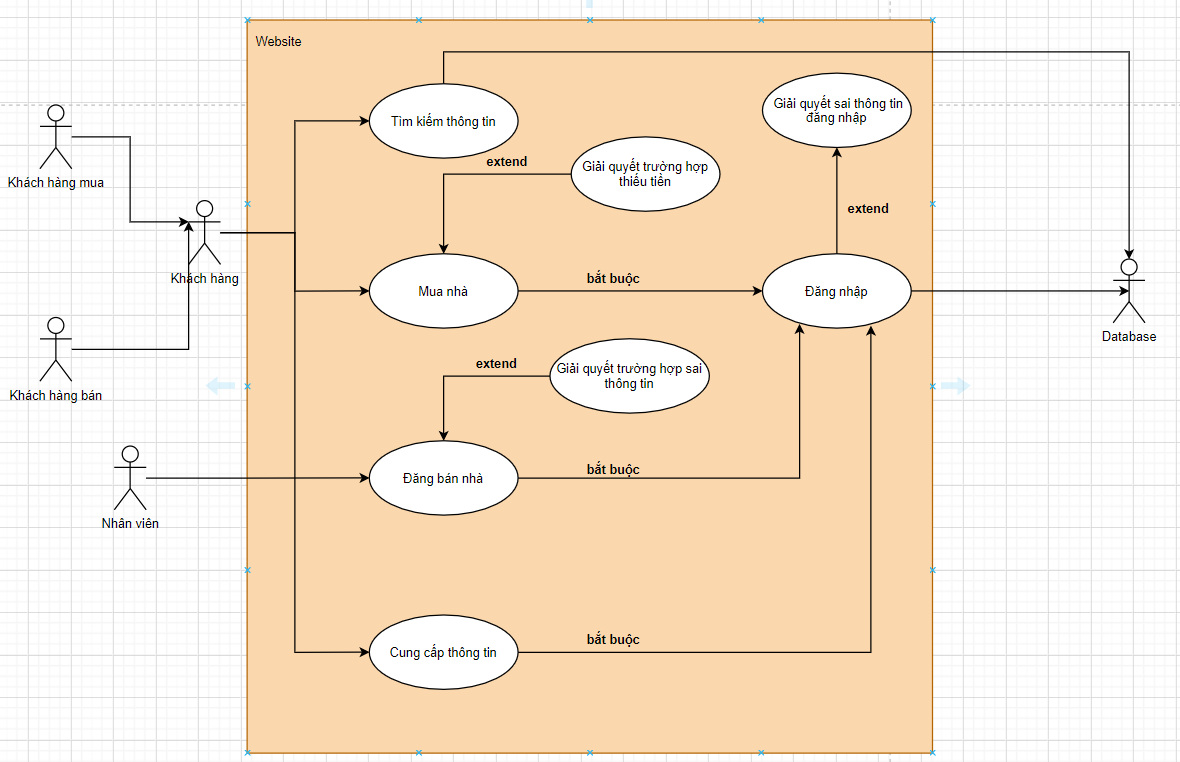 Website
Tìm kiếm thông tin
Giải quyết sai thông tin
đăng nhập
extend
Giải quyết trường hợp
thiếu tiền
Khách hàng mua
extend
Khách hàng
bắt buộc
Mua nhà
Đăng nhập
Database
extend
Giải quyết trường hợp sai
thông tin
Khách hàng bán
bắt buộc
Đăng bán nhà
Nhân viên
bắt buộc
Cung cấp thông tin